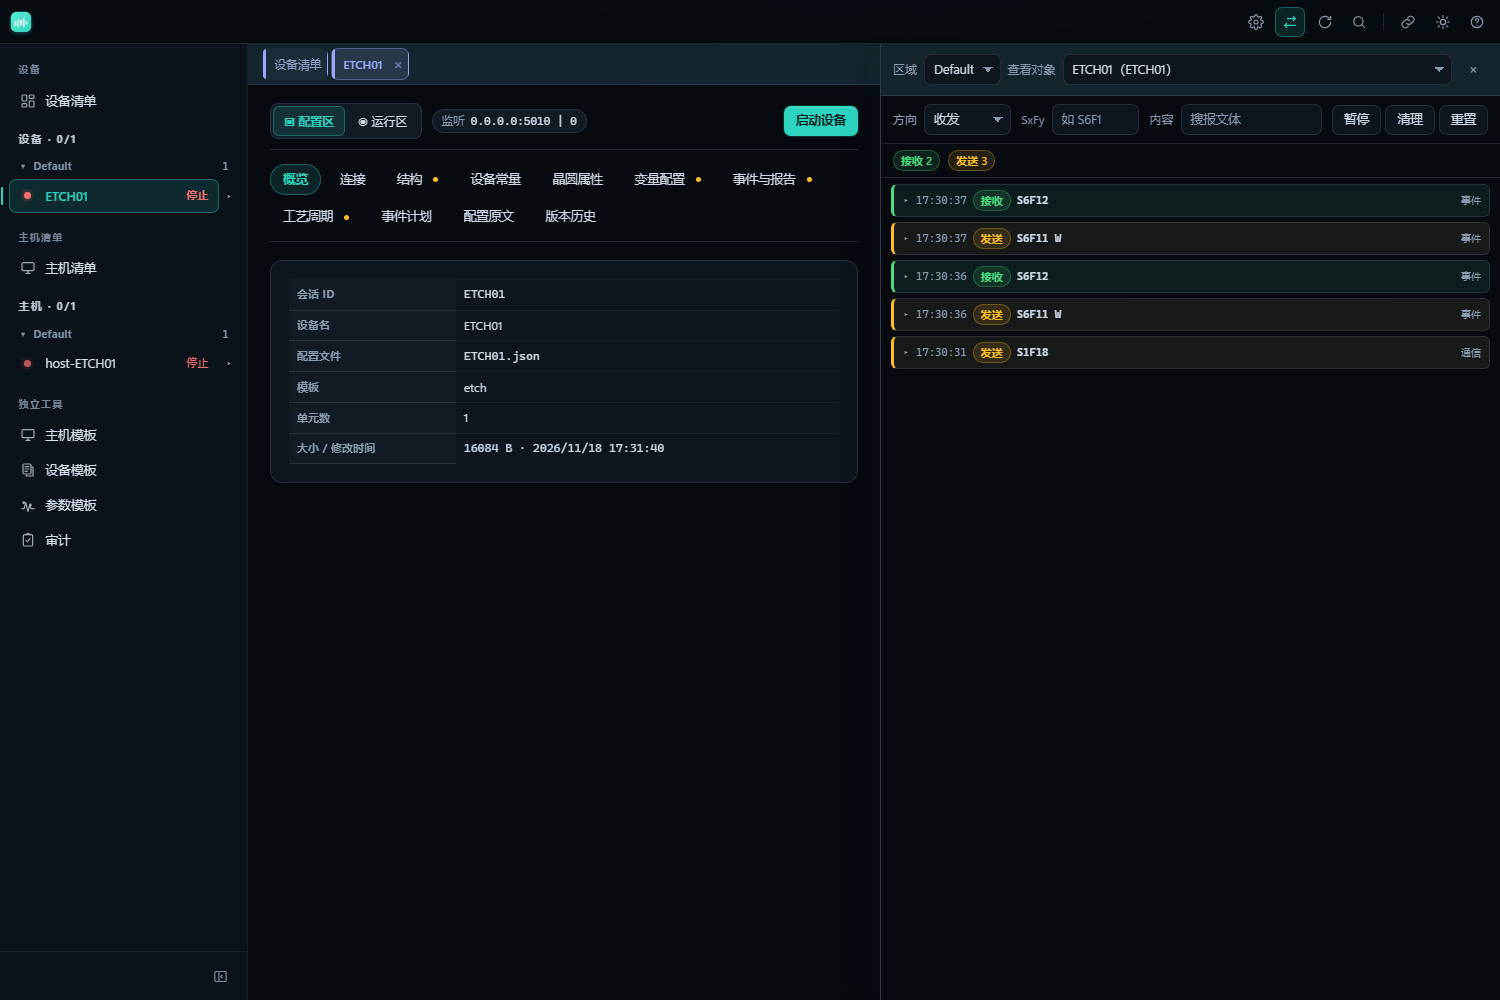 设备
设备清单
设备 · 0/1
Default 1
ETCH01 停止
主机清单
主机清单
主机 · 0/1
Default 1
host-ETCH01 停止
独立工具
主机模板
设备模板
参数模板
审计
设备清单 ETCH01 ×
配置区 运行区 监听 0.0.0.0:5010 | 0 启动设备
概览 连接 结构 设备常量 晶圆属性 变量配置 事件与报告
工艺周期 事件计划 配置原文 版本历史
会话 ID ETCH01
设备名 ETCH01
配置文件 ETCH01.json
模板 etch
单元数 1
大小 / 修改时间 16084 B · 2026/11/18 17:31:40
区域 Default 查看对象 ETCH01 (ETCH01) ×
方向 收发 SxFy 如 S6F1 内容 搜报文体 暂停 清理 重置
接收 2 发送 3
17:30:37 接收 S6F12 事件
17:30:37 发送 S6F11 W 事件
17:30:36 接收 S6F12 事件
17:30:36 发送 S6F11 W 事件
17:30:31 发送 S1F18 通信